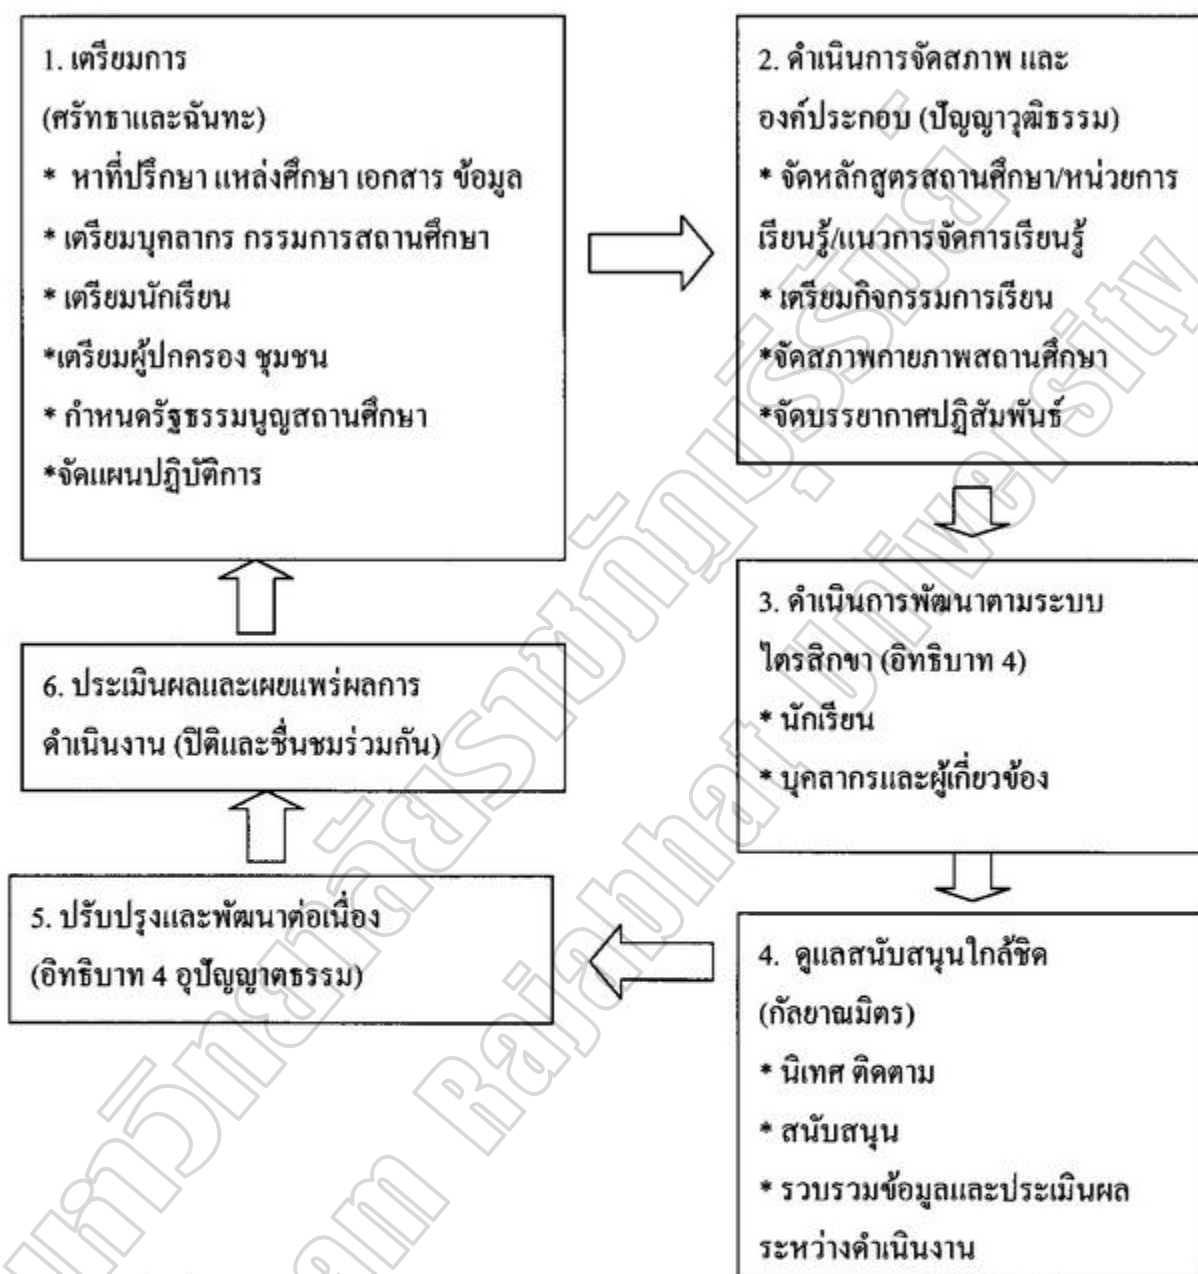 1. เตรียมการ
(ศรัทธาและฉันทะ)
* หาที่ปรึกษา แหล่งศึกษา เอกสาร ข้อมูล
* เตรียมบุคลากร กรรมการสถานศึกษา
* เตรียมนักเรียน
*เตรียมผู้ปกครอง ชุมชน
* กำหนดรัฐธรรมนูญสถานศึกษา
*จัดแผนปฏิบัติการ
2. ดำเนินการจัดสภาพ และ
องค์ประกอบ (ปัญญาวุฒิธรรม)
* จัดหลักสูตรสถานศึกษา/หน่วยการ
เรียนรู้/แนวการจัดการเรียนรู้
* เตรียมกิจกรรมการเรียน
*จัดสภาพกายภาพสถานศึกษา
*จัดบรรยากาศปฏิสัมพันธ์
3. ดำเนินการพัฒนาตามระบบ
ไตรสิกขา (อิทธิบาท 4)
* นักเรียน
* บุคลากรและผู้เกี่ยวข้อง
4. ดูแลสนับสนุนใกล้ชิด
(กัลยาณมิตร)
* นิเทศ ติดตาม
* สนับสนุน
* รวบรวมข้อมูลและประเมินผล
ระหว่างดำเนินงาน
5. ปรับปรุงและพัฒนาต่อเนื่อง
(อิทธิบาท 4 อุปัญญาตธรรม)
6. ประเมินผลและเผยแพร่ผลการ
ดำเนินงาน (ปิติและชื่นชมร่วมกัน)
Rajabhat University